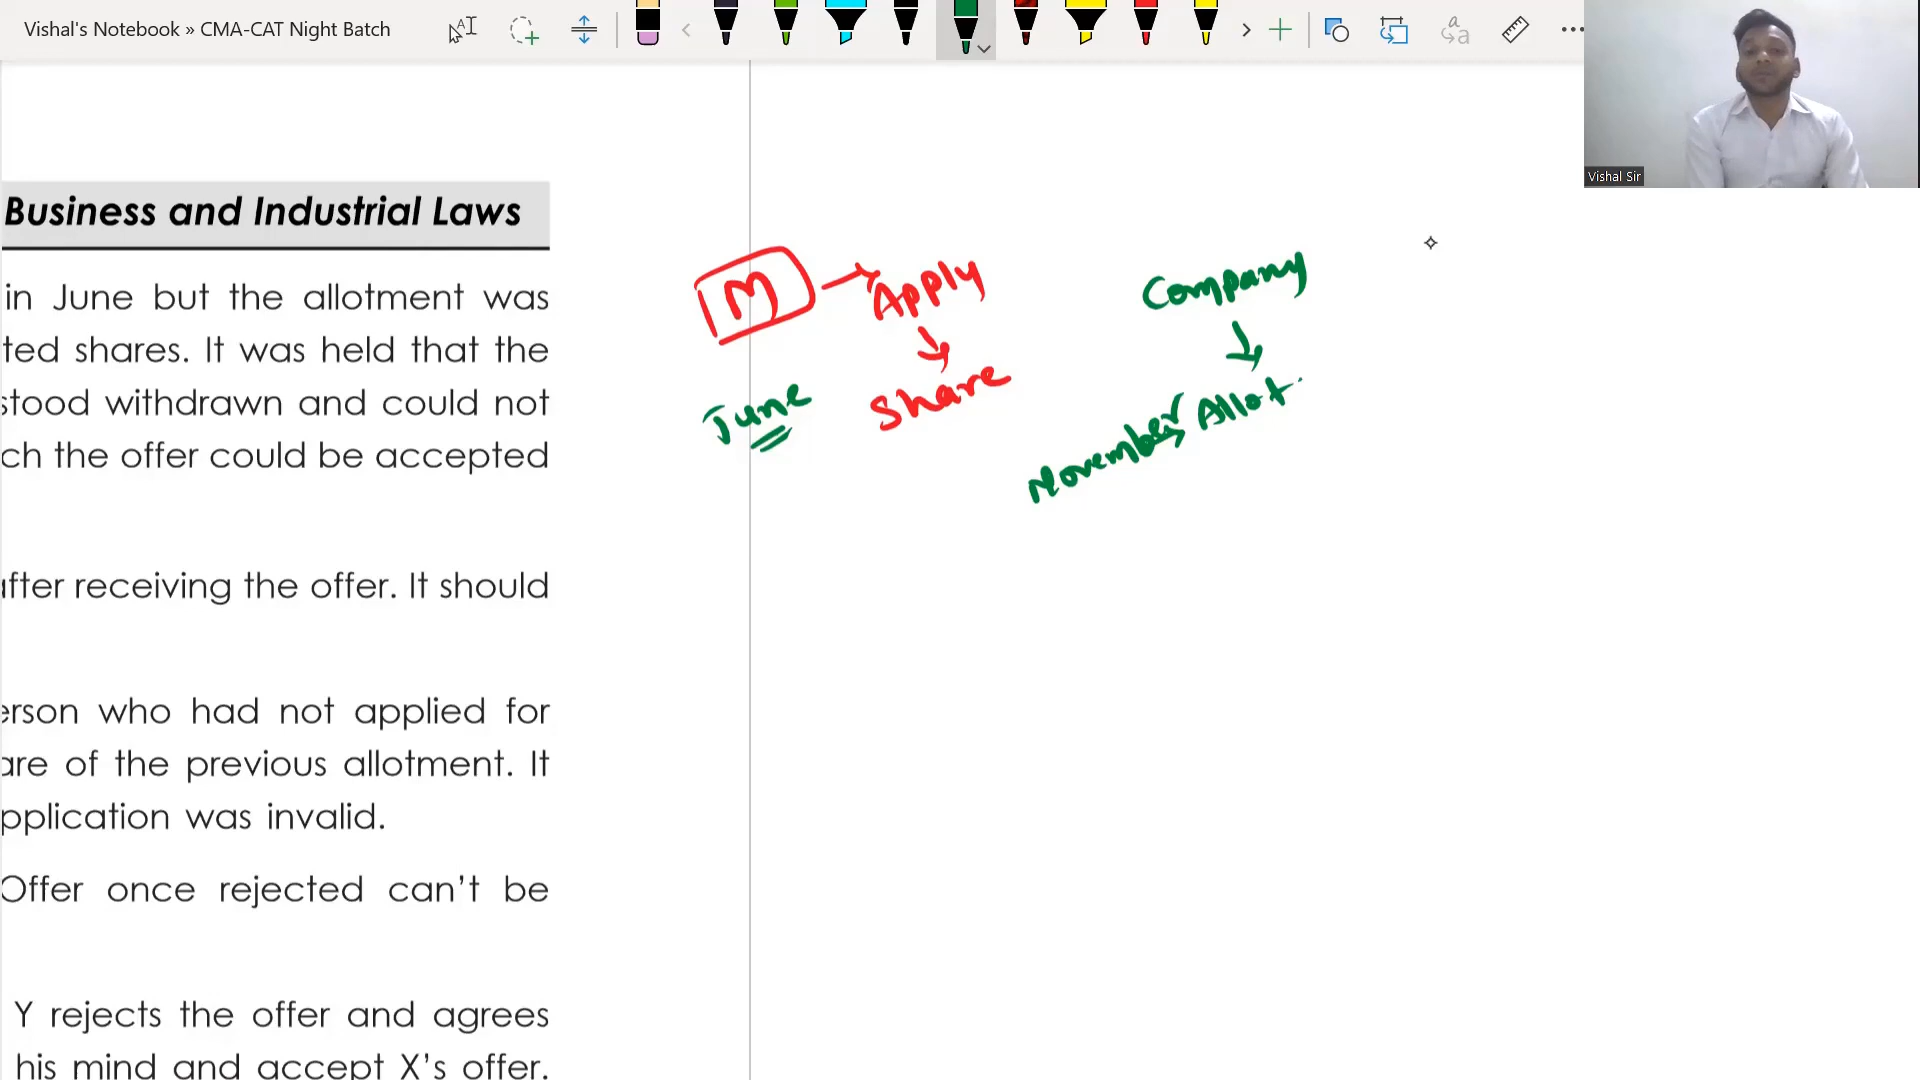 Vishal's Notebook » CMA-CAT Night Batch
Vishal Sir
Business and Industrial Laws
in June but the allotment was
ted shares. It was held that the
stood withdrawn and could not
ch the offer could be accepted
after receiving the offer. It should
erson who had not applied for
are of the previous allotment. It
pplication was invalid.
Offer once rejected can't be
Y rejects the offer and agrees
his mind and accept X's offer.
M → Apply
Share
June
Company
Allot
November